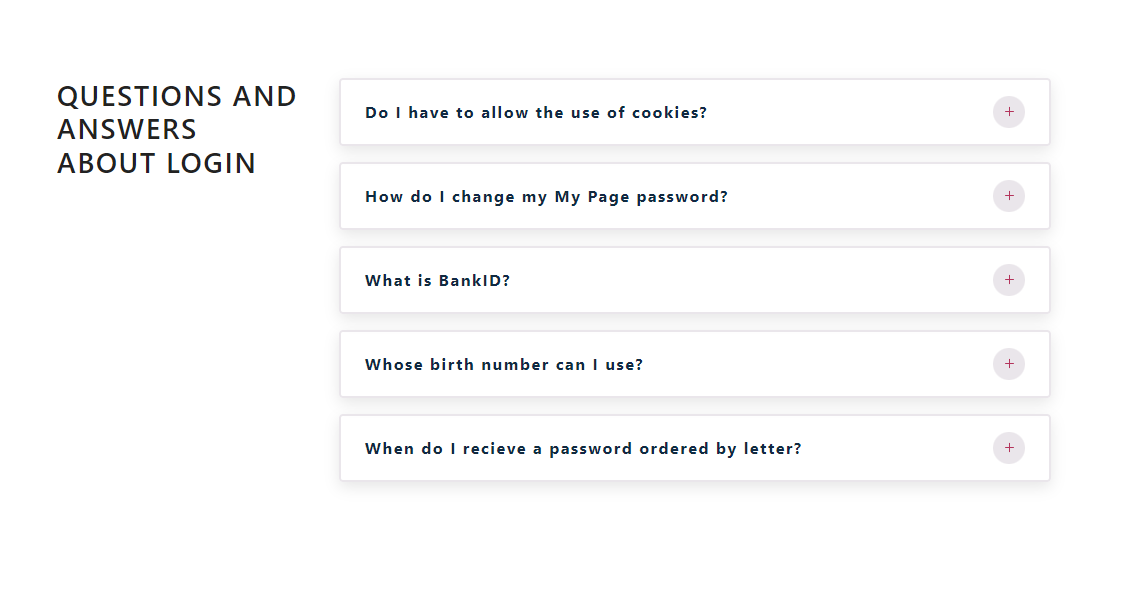 QUESTIONS AND
ANSWERS
ABOUT LOGIN
Do I have to allow the use of cookies?
+
How do I change my My Page password?
+
What is BankID?
+
Whose birth number can I use?
+
When do I recieve a password ordered by letter?
+